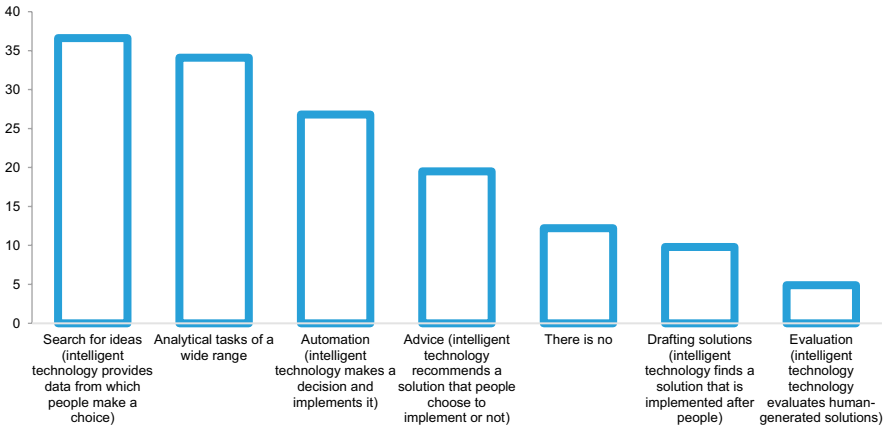 40
35
30
25
20
15
10
5
0
Search for ideas
(intelligent
technology provides
data from which
people make a
choice)
Analytical tasks of a
wide range
Automation
(intelligent
technology makes a
decision and
implements it)
Advice (intelligent
technology
recommends a
solution that people
choose to
implement or not)
There is no
Drafting solutions
(intelligent
technology finds a
solution that is
implemented after
people)
Evaluation
(intelligent
technology
technology
evaluates human-
generated solutions)